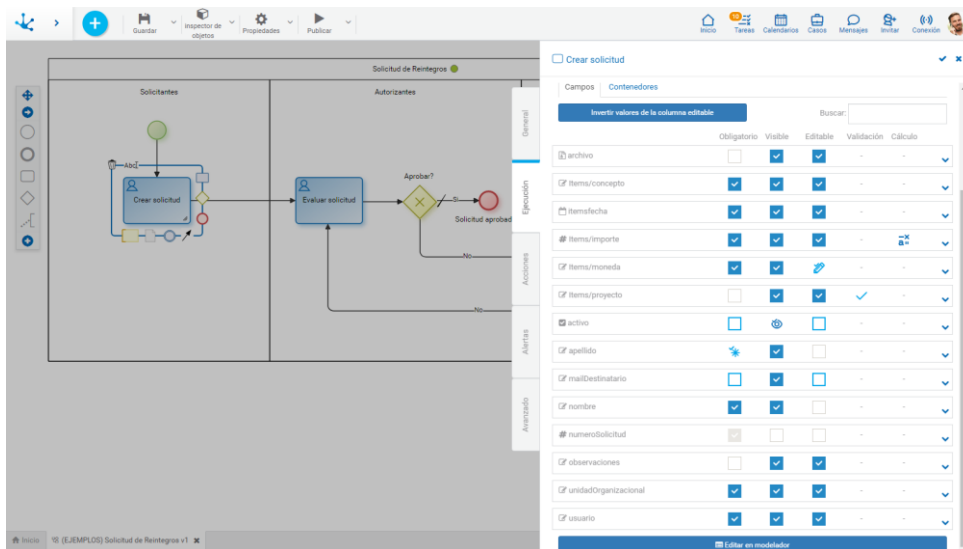 Guardar
Inspector de objetos
Propiedades
Publicar
Inicio
18
Tareas
Calendarios
Casos
Mensajes
Invitar
Conexión
Solicitud de Reintegros
Solicitantes
Autorizantes
Abc
Crear solicitud
Evaluar solicitud
Aprobar?
Si
Solicitud aprobad
No
No
General
Ejecución
Acciones
Alertas
Avanzado
Crear solicitud
Campos Contenedores
Invertir valores de la columna editable Buscar:
Obligatorio Visible Editable Validación Cálculo
archivo - -
Items/concepto - -
itemsfecha - -
# Items/importe -
Items/moneda - -
Items/proyecto -
activo - -
apellido - -
mailDestinatario - -
nombre - -
# numeroSolicitud - -
observaciones - -
unidadOrganizacional - -
usuario - -
Editar en modelador
Inicio (EJEMPLOS) Solicitud de Reintegros v1